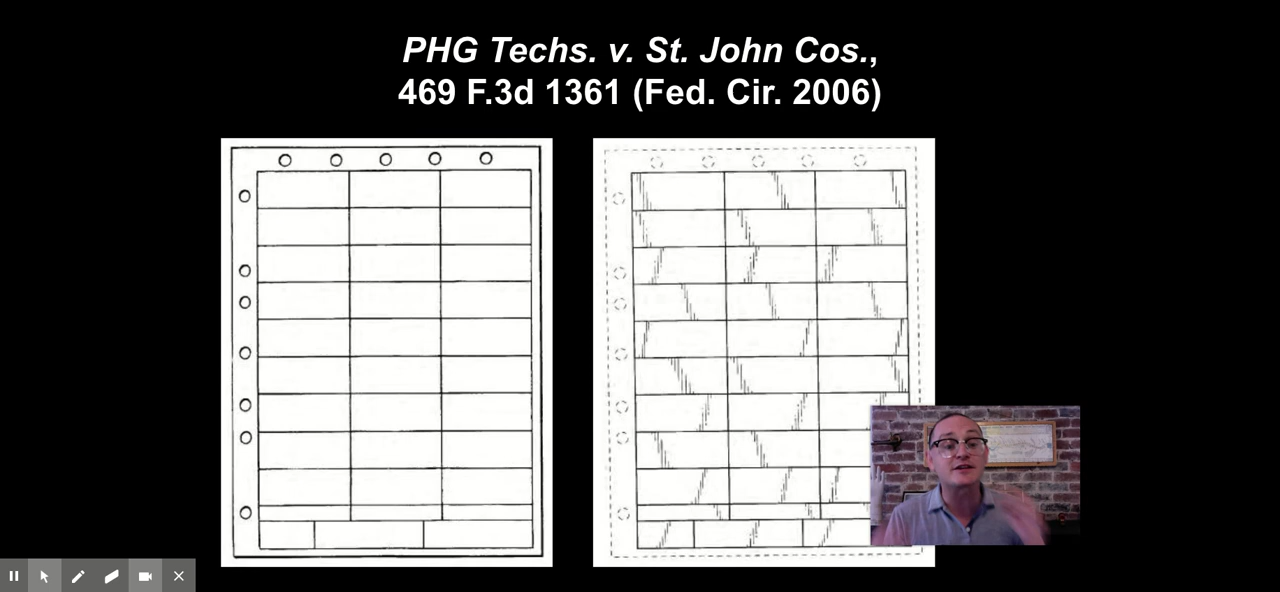 PHG Techs. v. St. John Cos.,
469 F.3d 1361 (Fed. Cir. 2006)